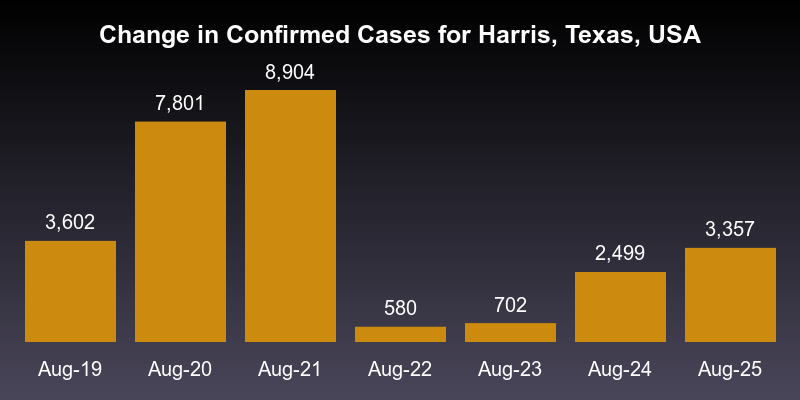 Change in Confirmed Cases for Harris, Texas, USA
3,602
7,801
8,904
580
702
2,499
3,357
Aug-19
Aug-20
Aug-21
Aug-22
Aug-23
Aug-24
Aug-25